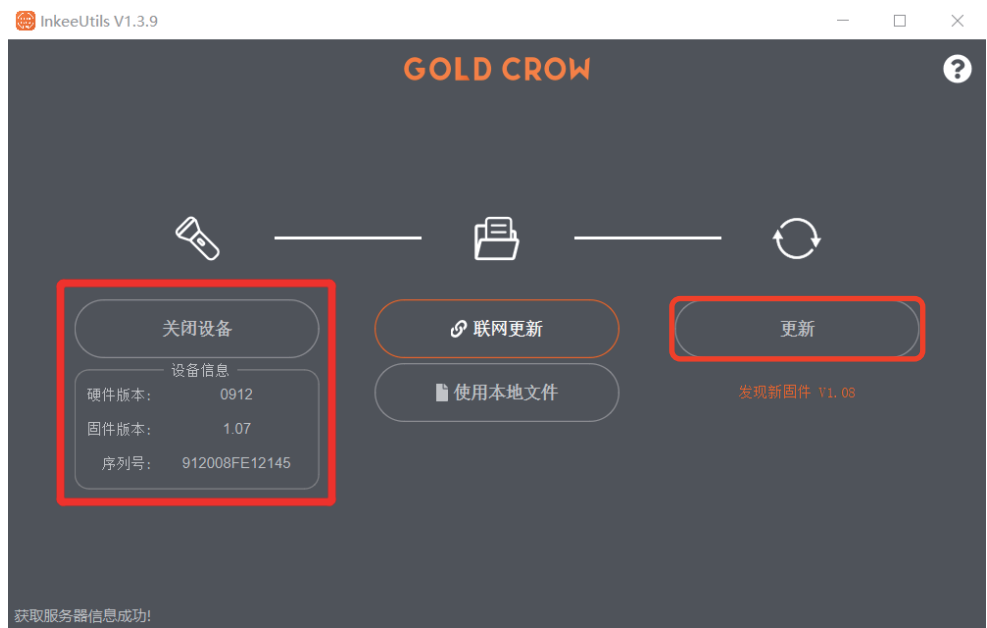 InkeeUtils V1.3.9
GOLD CROW
?
关闭设备
设备信息
硬件版本: 0912
固件版本: 1.07
序列号: 912008FE12145
联网更新
使用本地文件
更新
发现新固件 V1.08
获取服务器信息成功!